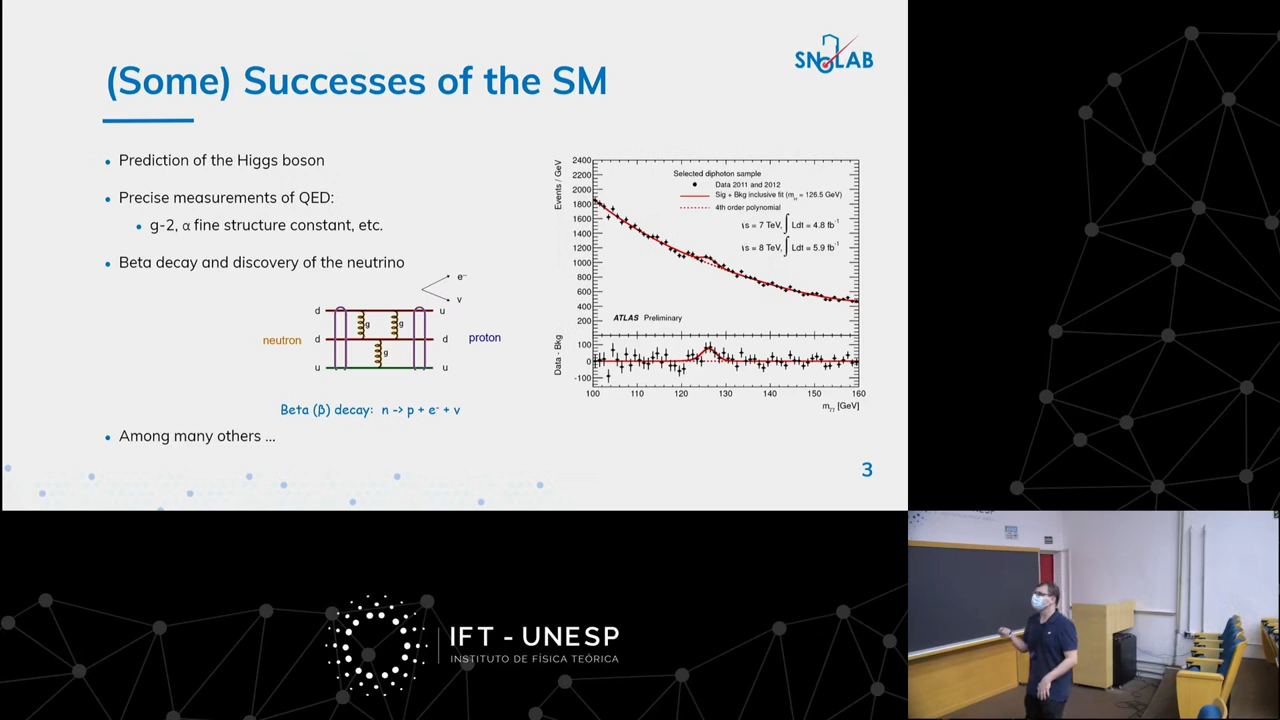 SNOLAB
(Some) Successes of the SM
• Prediction of the Higgs boson
• Precise measurements of QED:
• g-2, α fine structure constant, etc.
• Beta decay and discovery of the neutrino
e⁻
ν
d u
g g
neutron d d proton
g
u u
Beta (β) decay: n -> p + e⁻ + ν
• Among many others ...
Events / GeV
2400
2200
2000
1800
1600
1400
1200
1000
800
600
400
200
Selected diphoton sample
Data 2011 and 2012
Sig + Bkg inclusive fit (m_H = 126.5 GeV)
4th order polynomial
√s = 7 TeV, ∫ Ldt = 4.8 fb⁻¹
√s = 8 TeV, ∫ Ldt = 5.9 fb⁻¹
ATLAS Preliminary
Data - Bkg
100
0
-100
100 110 120 130 140 150 160
m_γγ [GeV]
3
IFT - UNESP
INSTITUTO DE FÍSICA TEÓRICA